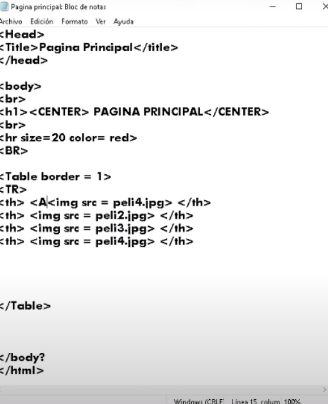 Pagina principal: Bloc de notas
Archivo Edición Formato Ver Ayuda
<Head>
<Title>Pagina Principal</title>
</head>
<body>
<br>
<h1><CENTER> PAGINA PRINCIPAL</CENTER>
<br>
<hr size=20 color= red>
<BR>
<Table border = 1>
<TR>
<th> <A<img src = peli4.jpg> </th>
<th> <img src = peli2.jpg> </th>
<th> <img src = peli3.jpg> </th>
<th> <img src = peli4.jpg> </th>
</Table>
</body?
</html>
Windows (CRLF Línea 15, column 100%